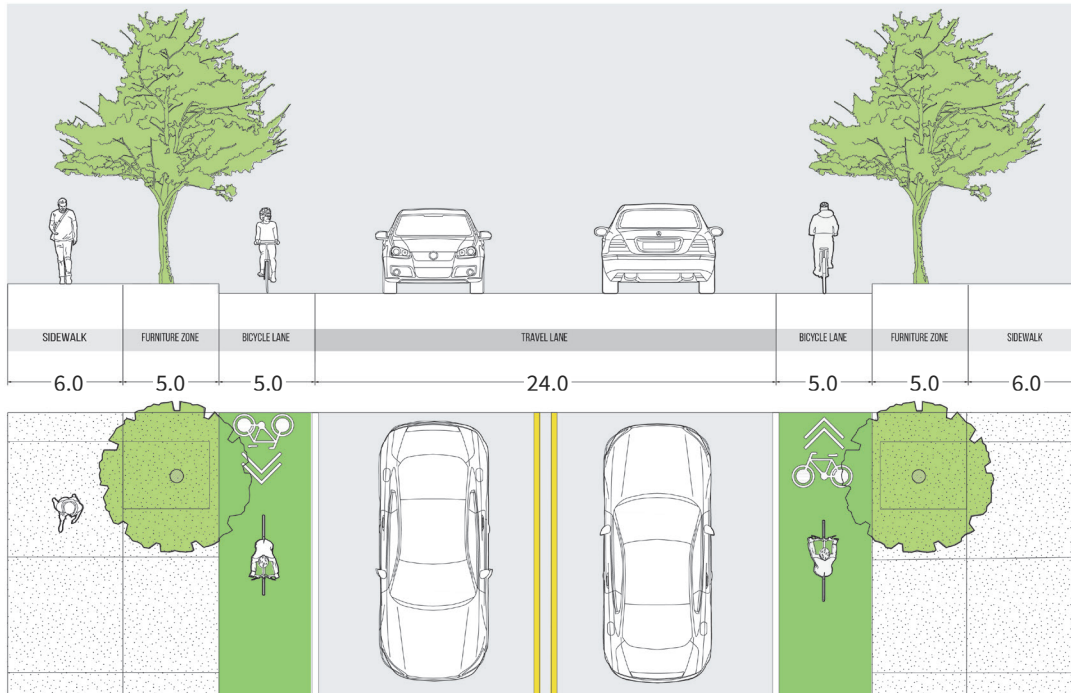 SIDEWALK FURNITURE ZONE BICYCLE LANE TRAVEL LANE BICYCLE LANE FURNITURE ZONE SIDEWALK
6.0 5.0 5.0 24.0 5.0 5.0 6.0